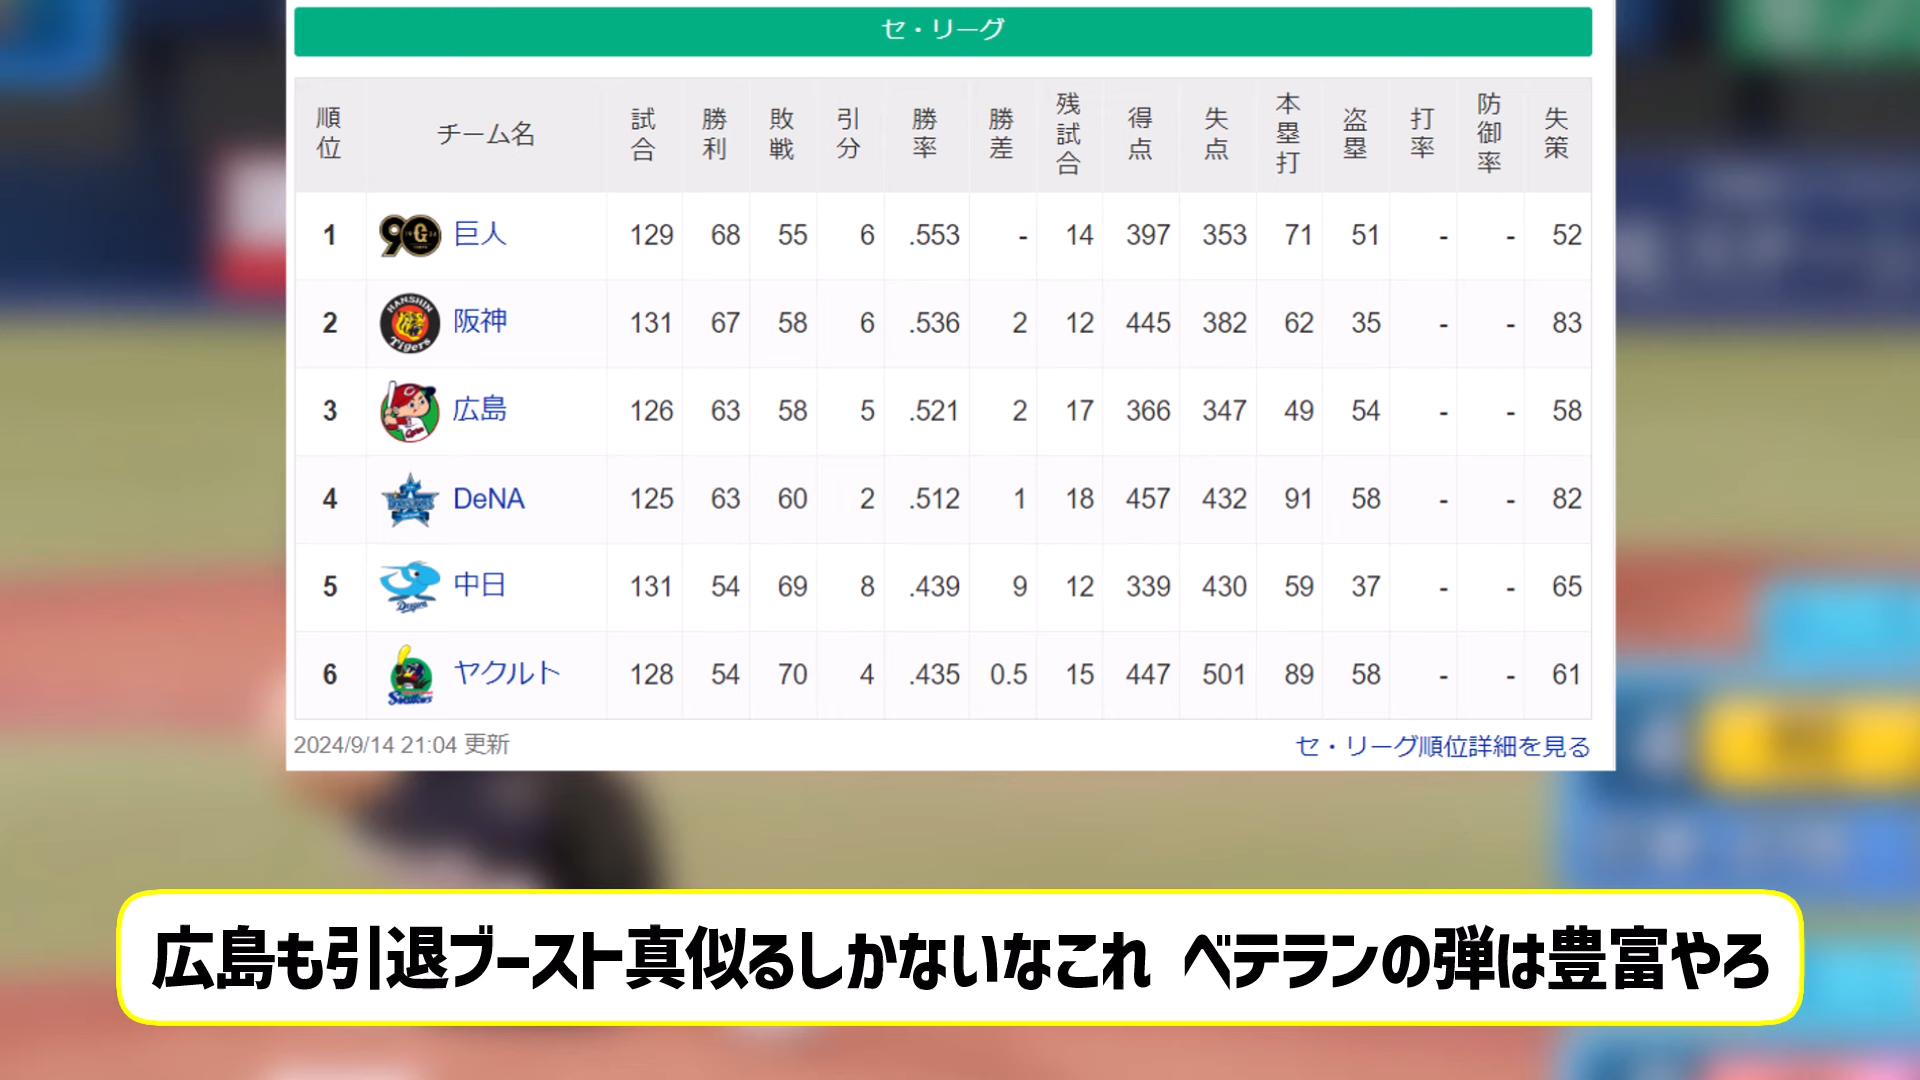 セ・リーグ
順位 チーム名 試合 勝利 敗戦 引分 勝率 勝差 残試合 得点 失点 本塁打 盗塁 打率 防御率 失策
1 巨人 129 68 55 6 .553 - 14 397 353 71 51 - - 52
2 HANSHIN Tigers 阪神 131 67 58 6 .536 2 12 445 382 62 35 - - 83
3 広島 126 63 58 5 .521 2 17 366 347 49 54 - - 58
4 DeNA 125 63 60 2 .512 1 18 457 432 91 58 - - 82
5 中日 131 54 69 8 .439 9 12 339 430 59 37 - - 65
6 ヤクルト 128 54 70 4 .435 0.5 15 447 501 89 58 - - 61
2024/9/14 21:04 更新 セ・リーグ順位詳細を見る
広島も引退ブースト真似るしかないなこれ ベテランの弾は豊富やろ